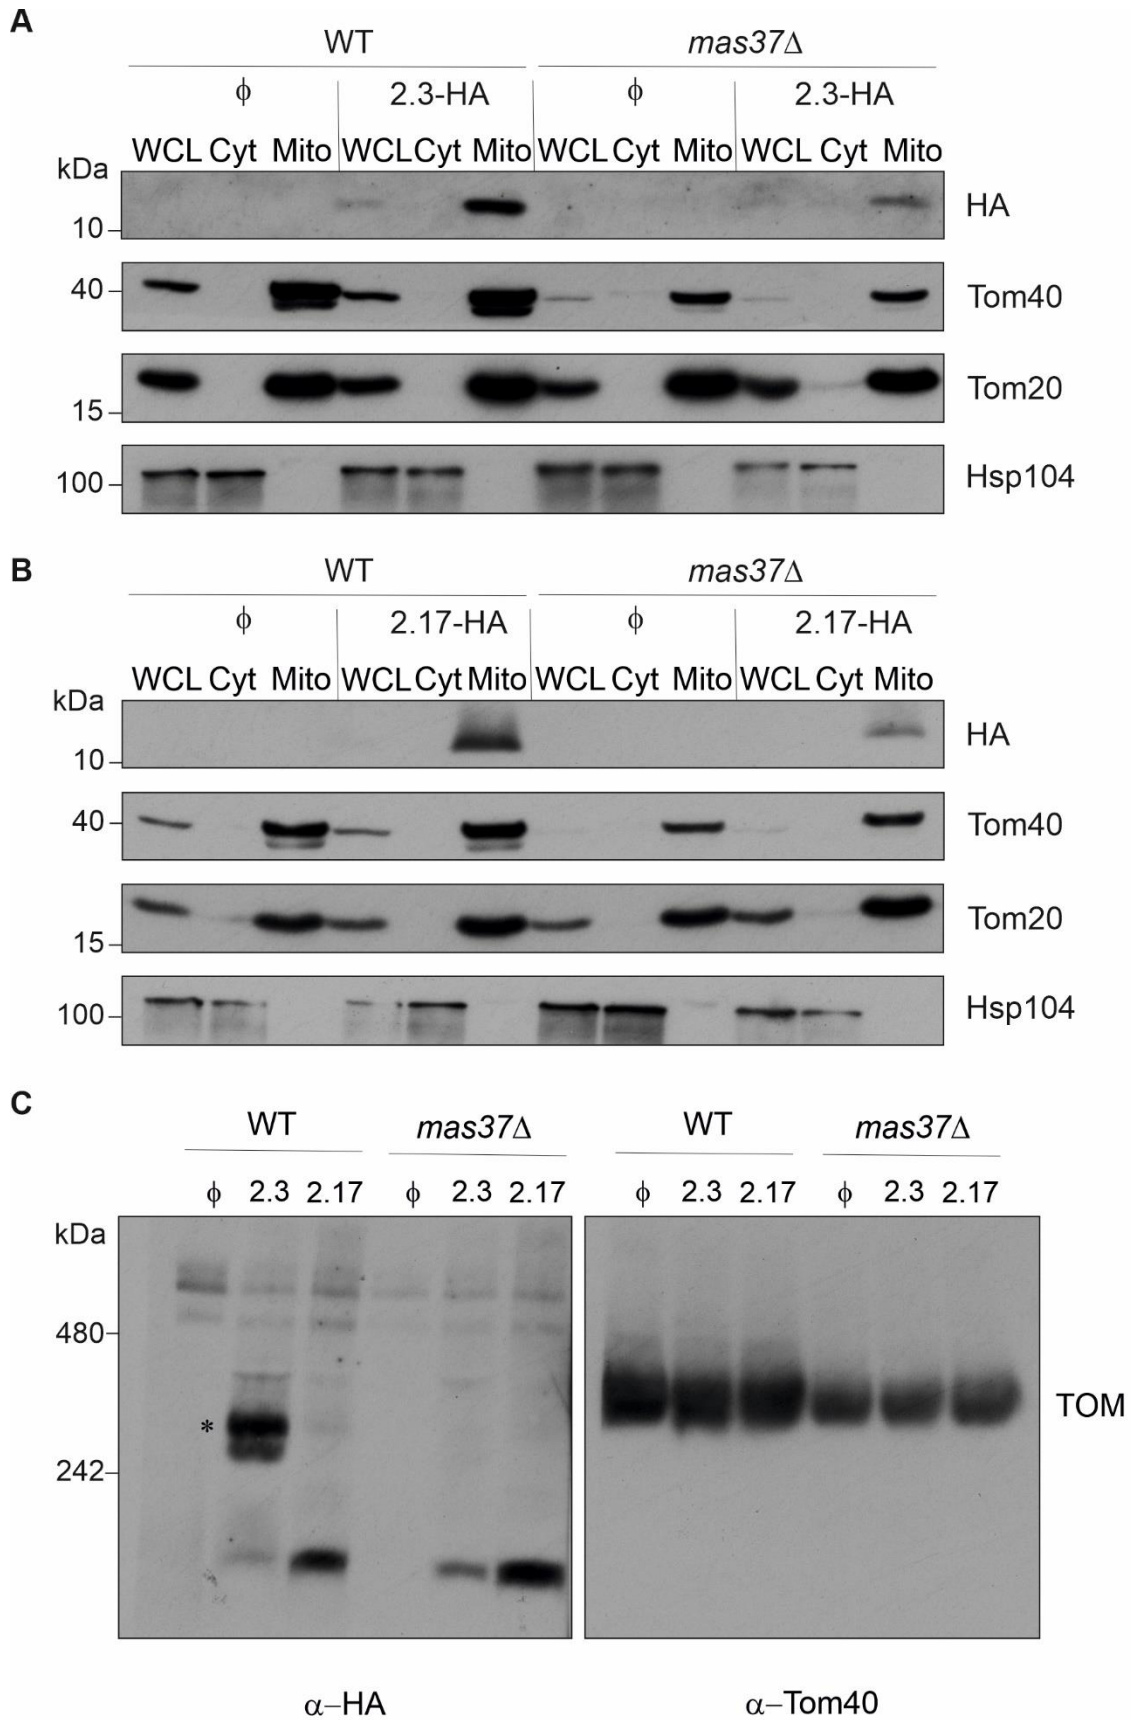 A
WT mas37Δ
ϕ 2.3-HA ϕ 2.3-HA
WCL Cyt Mito WCL Cyt Mito WCL Cyt Mito WCL Cyt Mito
kDa
HA
10
40
Tom40
Tom20
15
Hsp104
100
B
WT mas37Δ
ϕ 2.17-HA ϕ 2.17-HA
WCL Cyt Mito WCL Cyt Mito WCL Cyt Mito WCL Cyt Mito
kDa
HA
10
40
Tom40
Tom20
15
Hsp104
100
C
WT mas37Δ WT mas37Δ
ϕ 2.3 2.17 ϕ 2.3 2.17 ϕ 2.3 2.17 ϕ 2.3 2.17
kDa
480
TOM
*
242
α–HA α–Tom40